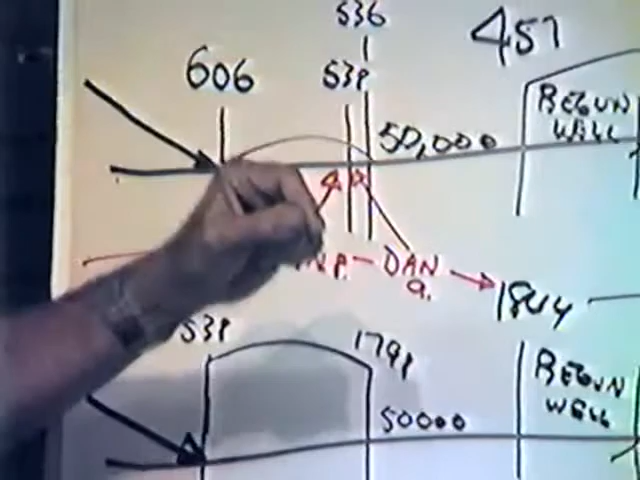 536
606
538
457
BEGUN
WELL
50,000
DAN
9.
1844
538
1798
BEGUN
WELL
50000